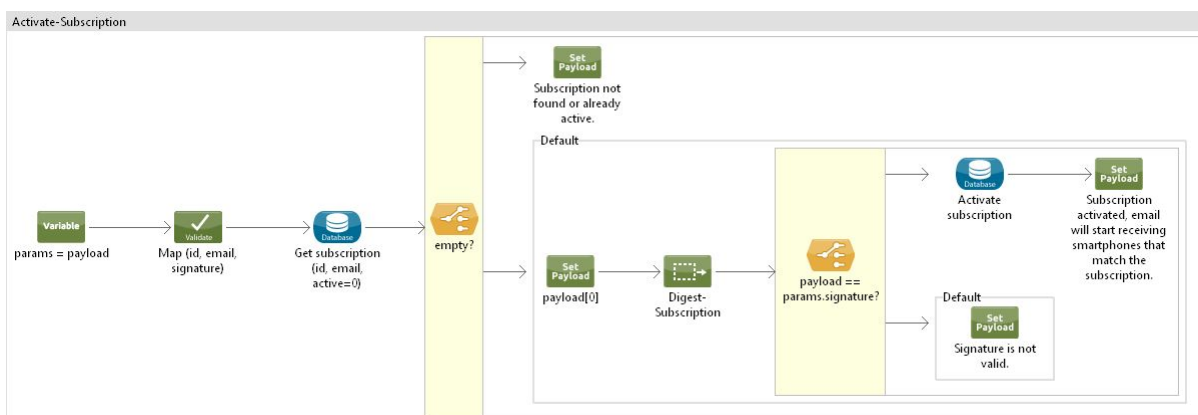 Activate-Subscription
Variable
params = payload
Validate
Map (id, email,
signature)
Database
Get subscription
(id, email,
active=0)
empty?
Set
Payload
Subscription not
found or already
active.
Default
Set
Payload
payload[0]
Digest-
Subscription
payload ==
params.signature?
Database
Activate
subscription
Set
Payload
Subscription
activated, email
will start receiving
smartphones that
match the
subscription.
Default
Set
Payload
Signature is not
valid.